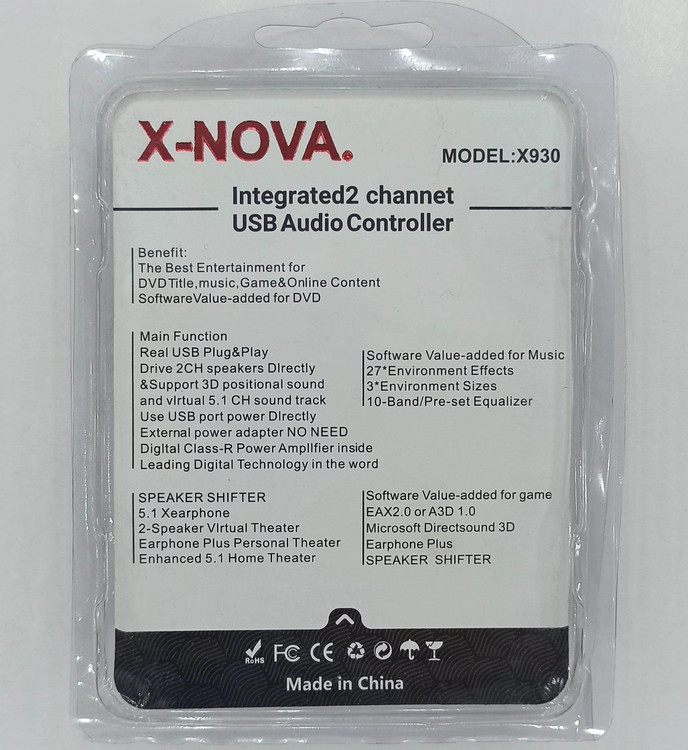 X-NOVA.
MODEL:X930
Integrated2 channet
USB Audio Controller
Benefit:
The Best Entertainment for
DVD Title,music,Game&Online Content
SoftwareValue-added for DVD
Main Function
Real USB Plug&Play
Drive 2CH speakers DIrectly
&Support 3D positional sound
and vIrtual 5.1 CH sound track
Use USB port power DIrectly
External power adapter NO NEED
DigItal Class-R Power AmplIfier inside
Leading Digital Technology in the word
Software Value-added for Music
27*Environment Effects
3*Environment Sizes
10-Band/Pre-set Equalizer
SPEAKER SHIFTER
5.1 Xearphone
2-Speaker VIrtual Theater
Earphone Plus Personal Theater
Enhanced 5.1 Home Theater
Software Value-added for game
EAX2.0 or A3D 1.0
Microsoft Directsound 3D
Earphone Plus
SPEAKER SHIFTER
RoHS FC CE
Made in China